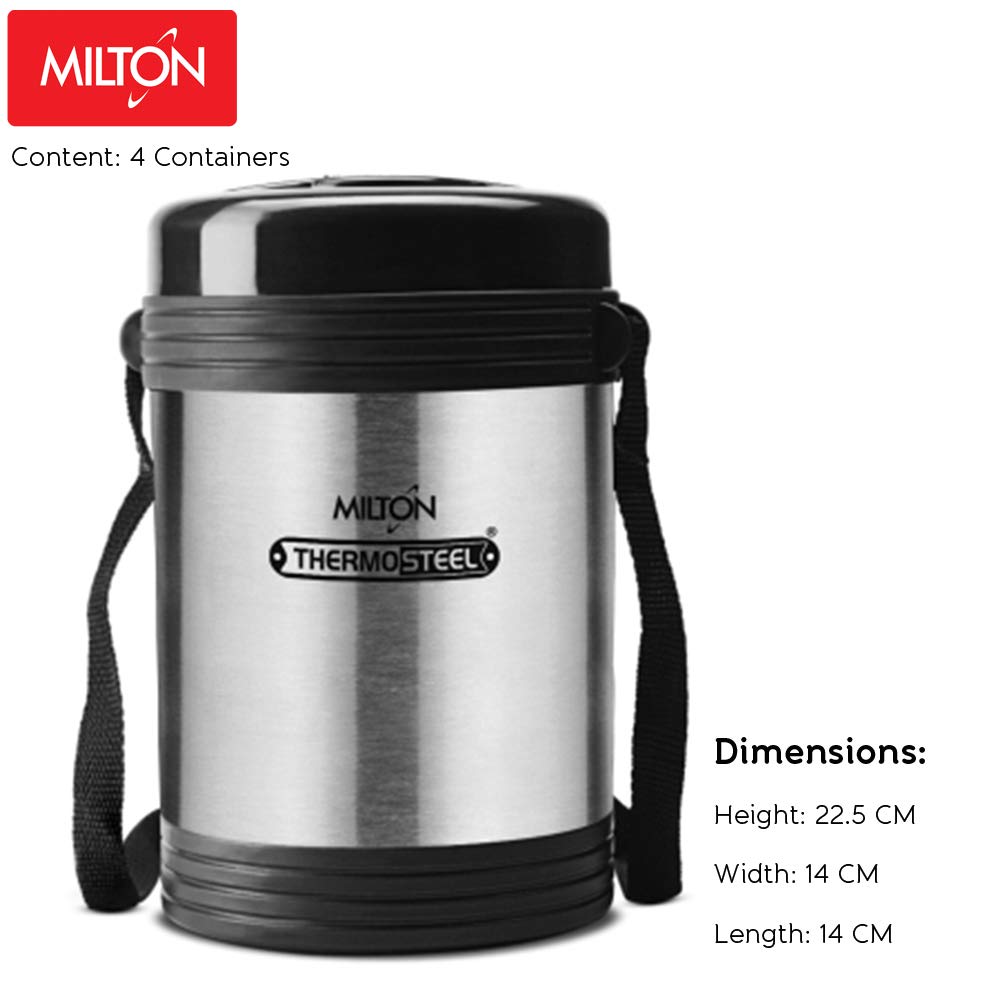 MILTON
Content: 4 Containers
MILTON
THERMOSTEEL®
Dimensions:
Height: 22.5 CM
Width: 14 CM
Length: 14 CM